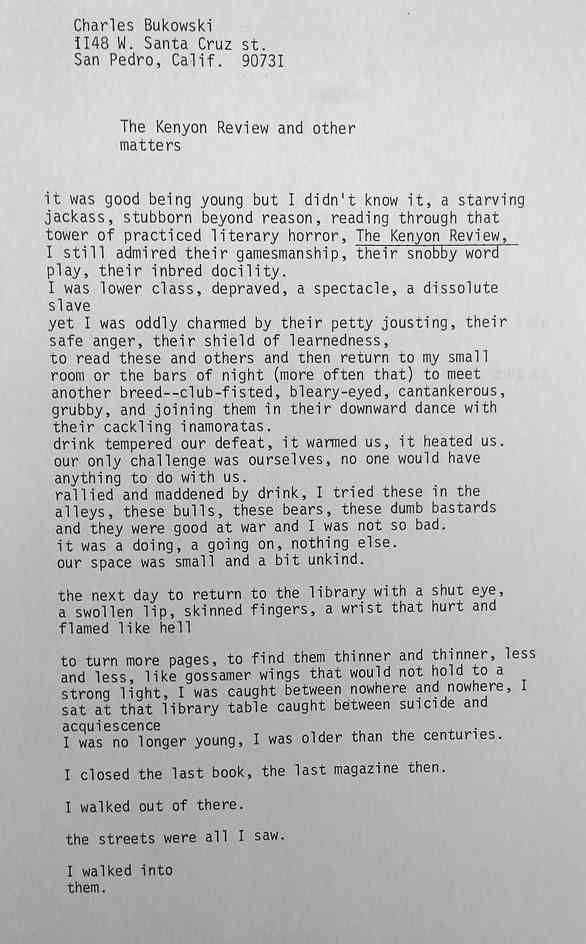 Charles Bukowski
1148 W. Santa Cruz st.
San Pedro, Calif. 90731
The Kenyon Review and other
matters
it was good being young but I didn't know it, a starving
jackass, stubborn beyond reason, reading through that
tower of practiced literary horror, The Kenyon Review,
I still admired their gamesmanship, their snobby word
play, their inbred docility.
I was lower class, depraved, a spectacle, a dissolute
slave
yet I was oddly charmed by their petty jousting, their
safe anger, their shield of learnedness,
to read these and others and then return to my small
room or the bars of night (more often that) to meet
another breed--club-fisted, bleary-eyed, cantankerous,
grubby, and joining them in their downward dance with
their cackling inamoratas.
drink tempered our defeat, it warmed us, it heated us.
our only challenge was ourselves, no one would have
anything to do with us.
rallied and maddened by drink, I tried these in the
alleys, these bulls, these bears, these dumb bastards
and they were good at war and I was not so bad.
it was a doing, a going on, nothing else.
our space was small and a bit unkind.
the next day to return to the library with a shut eye,
a swollen lip, skinned fingers, a wrist that hurt and
flamed like hell
to turn more pages, to find them thinner and thinner, less
and less, like gossamer wings that would not hold to a
strong light, I was caught between nowhere and nowhere, I
sat at that library table caught between suicide and
acquiescence
I was no longer young, I was older than the centuries.
I closed the last book, the last magazine then.
I walked out of there.
the streets were all I saw.
I walked into
them.